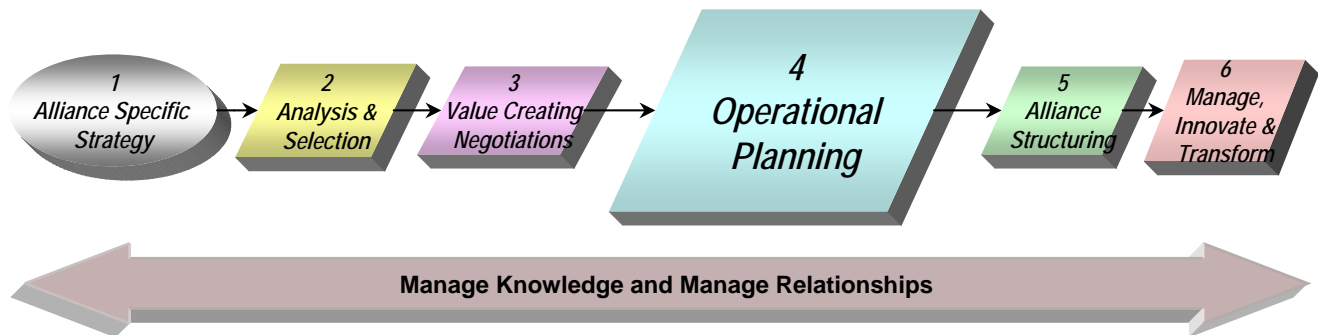 1
Alliance Specific
Strategy
2
Analysis &
Selection
3
Value Creating
Negotiations
4
Operational
Planning
5
Alliance
Structuring
6
Manage,
Innovate &
Transform
Manage Knowledge and Manage Relationships